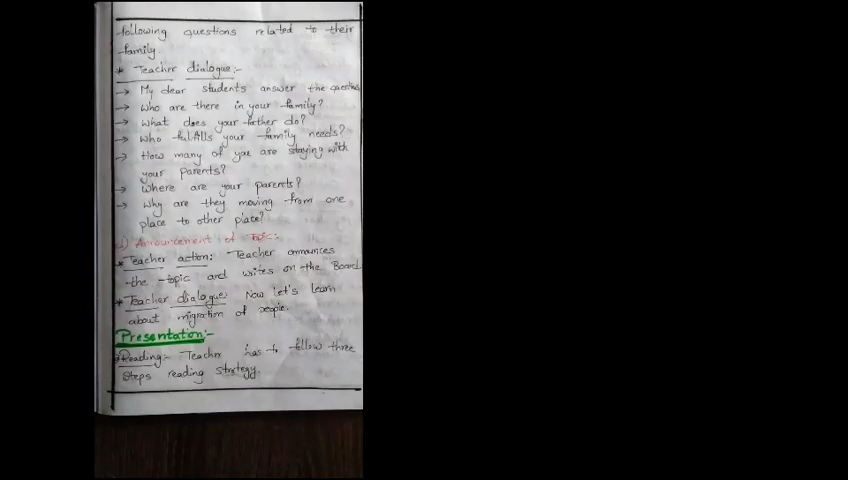 following questions related to their
family.
* Teacher dialogue:-
→ My dear students answer the questions
→ Who are there in your family?
→ What does your father do?
→ Who fulfills your family needs?
→ How many of you are staying with
your parents?
→ Where are your parents?
→ Why are they moving from one
place to other place?
Announcement of Topic:
* Teacher action: Teacher announces
the topic and writes on the Board
* Teacher dialogue: Now let's learn
about migration of people.
Presentation:-
Reading:- Teacher has to follow three
steps reading strategy.